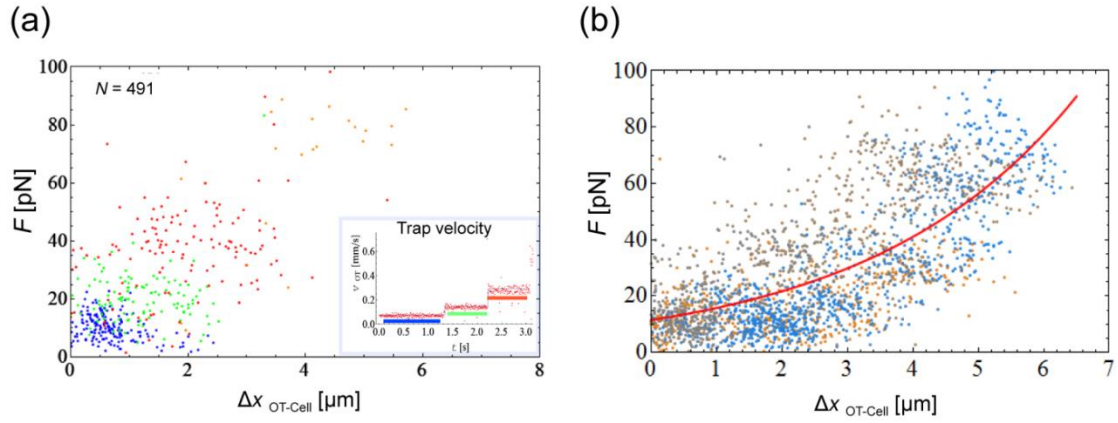 (a)
(b)
N = 491
F [pN]
100
80
60
40
20
0
0 2 4 6 8
Δx OT-Cell [μm]
Trap velocity
v OT [mm/s]
0.6
0.4
0.2
0.0
0.0 0.5 1.0 1.5 2.0 2.5 3.0
t [s]
F [pN]
100
80
60
40
20
0
0 1 2 3 4 5 6 7
Δx OT-Cell [μm]